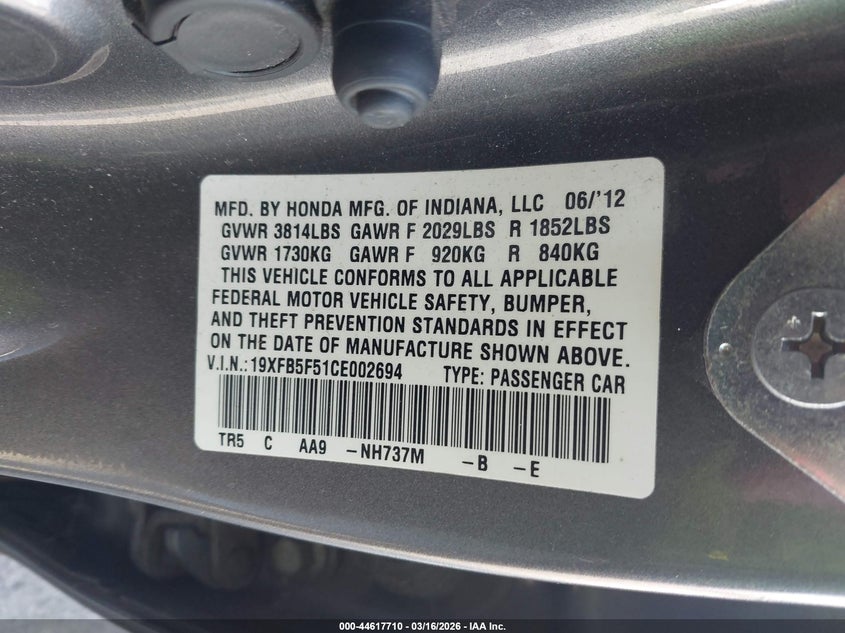 MFD. BY HONDA MFG. OF INDIANA, LLC 06/'12
GVWR 3814LBS GAWR F 2029LBS R 1852LBS
GVWR 1730KG GAWR F 920KG R 840KG
THIS VEHICLE CONFORMS TO ALL APPLICABLE
FEDERAL MOTOR VEHICLE SAFETY, BUMPER,
AND THEFT PREVENTION STANDARDS IN EFFECT
ON THE DATE OF MANUFACTURE SHOWN ABOVE.
V.I.N.:19XFB5F51CE002694 TYPE: PASSENGER CAR
TR5 C AA9 -NH737M -B -E
000-44617710 - 03/16/2026 - IAA Inc.